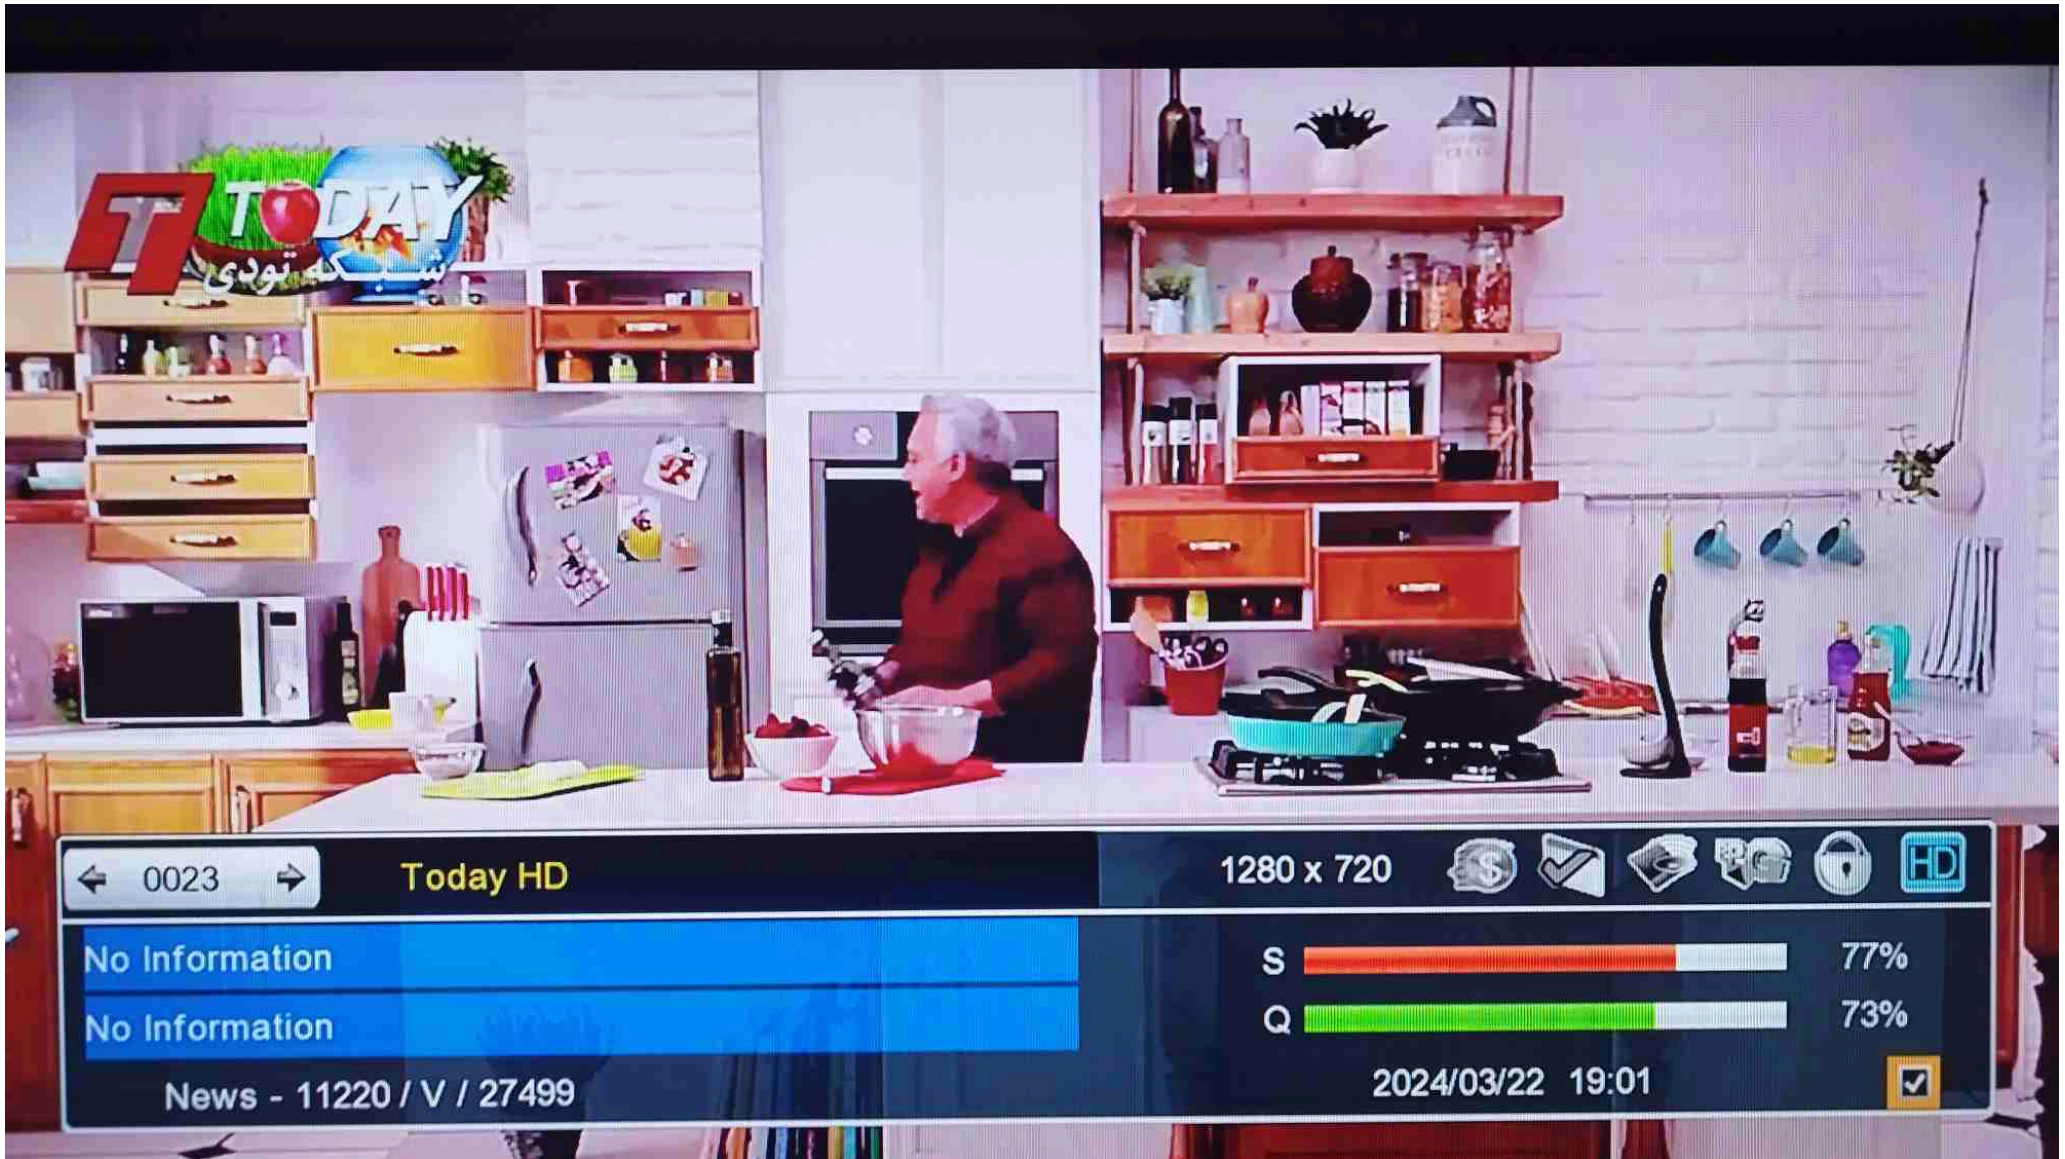 T TODAY
شبکه تودی
0023
Today HD
1280 x 720
HD
No Information
No Information
S 77%
Q 73%
News - 11220 / V / 27499
2024/03/22 19:01